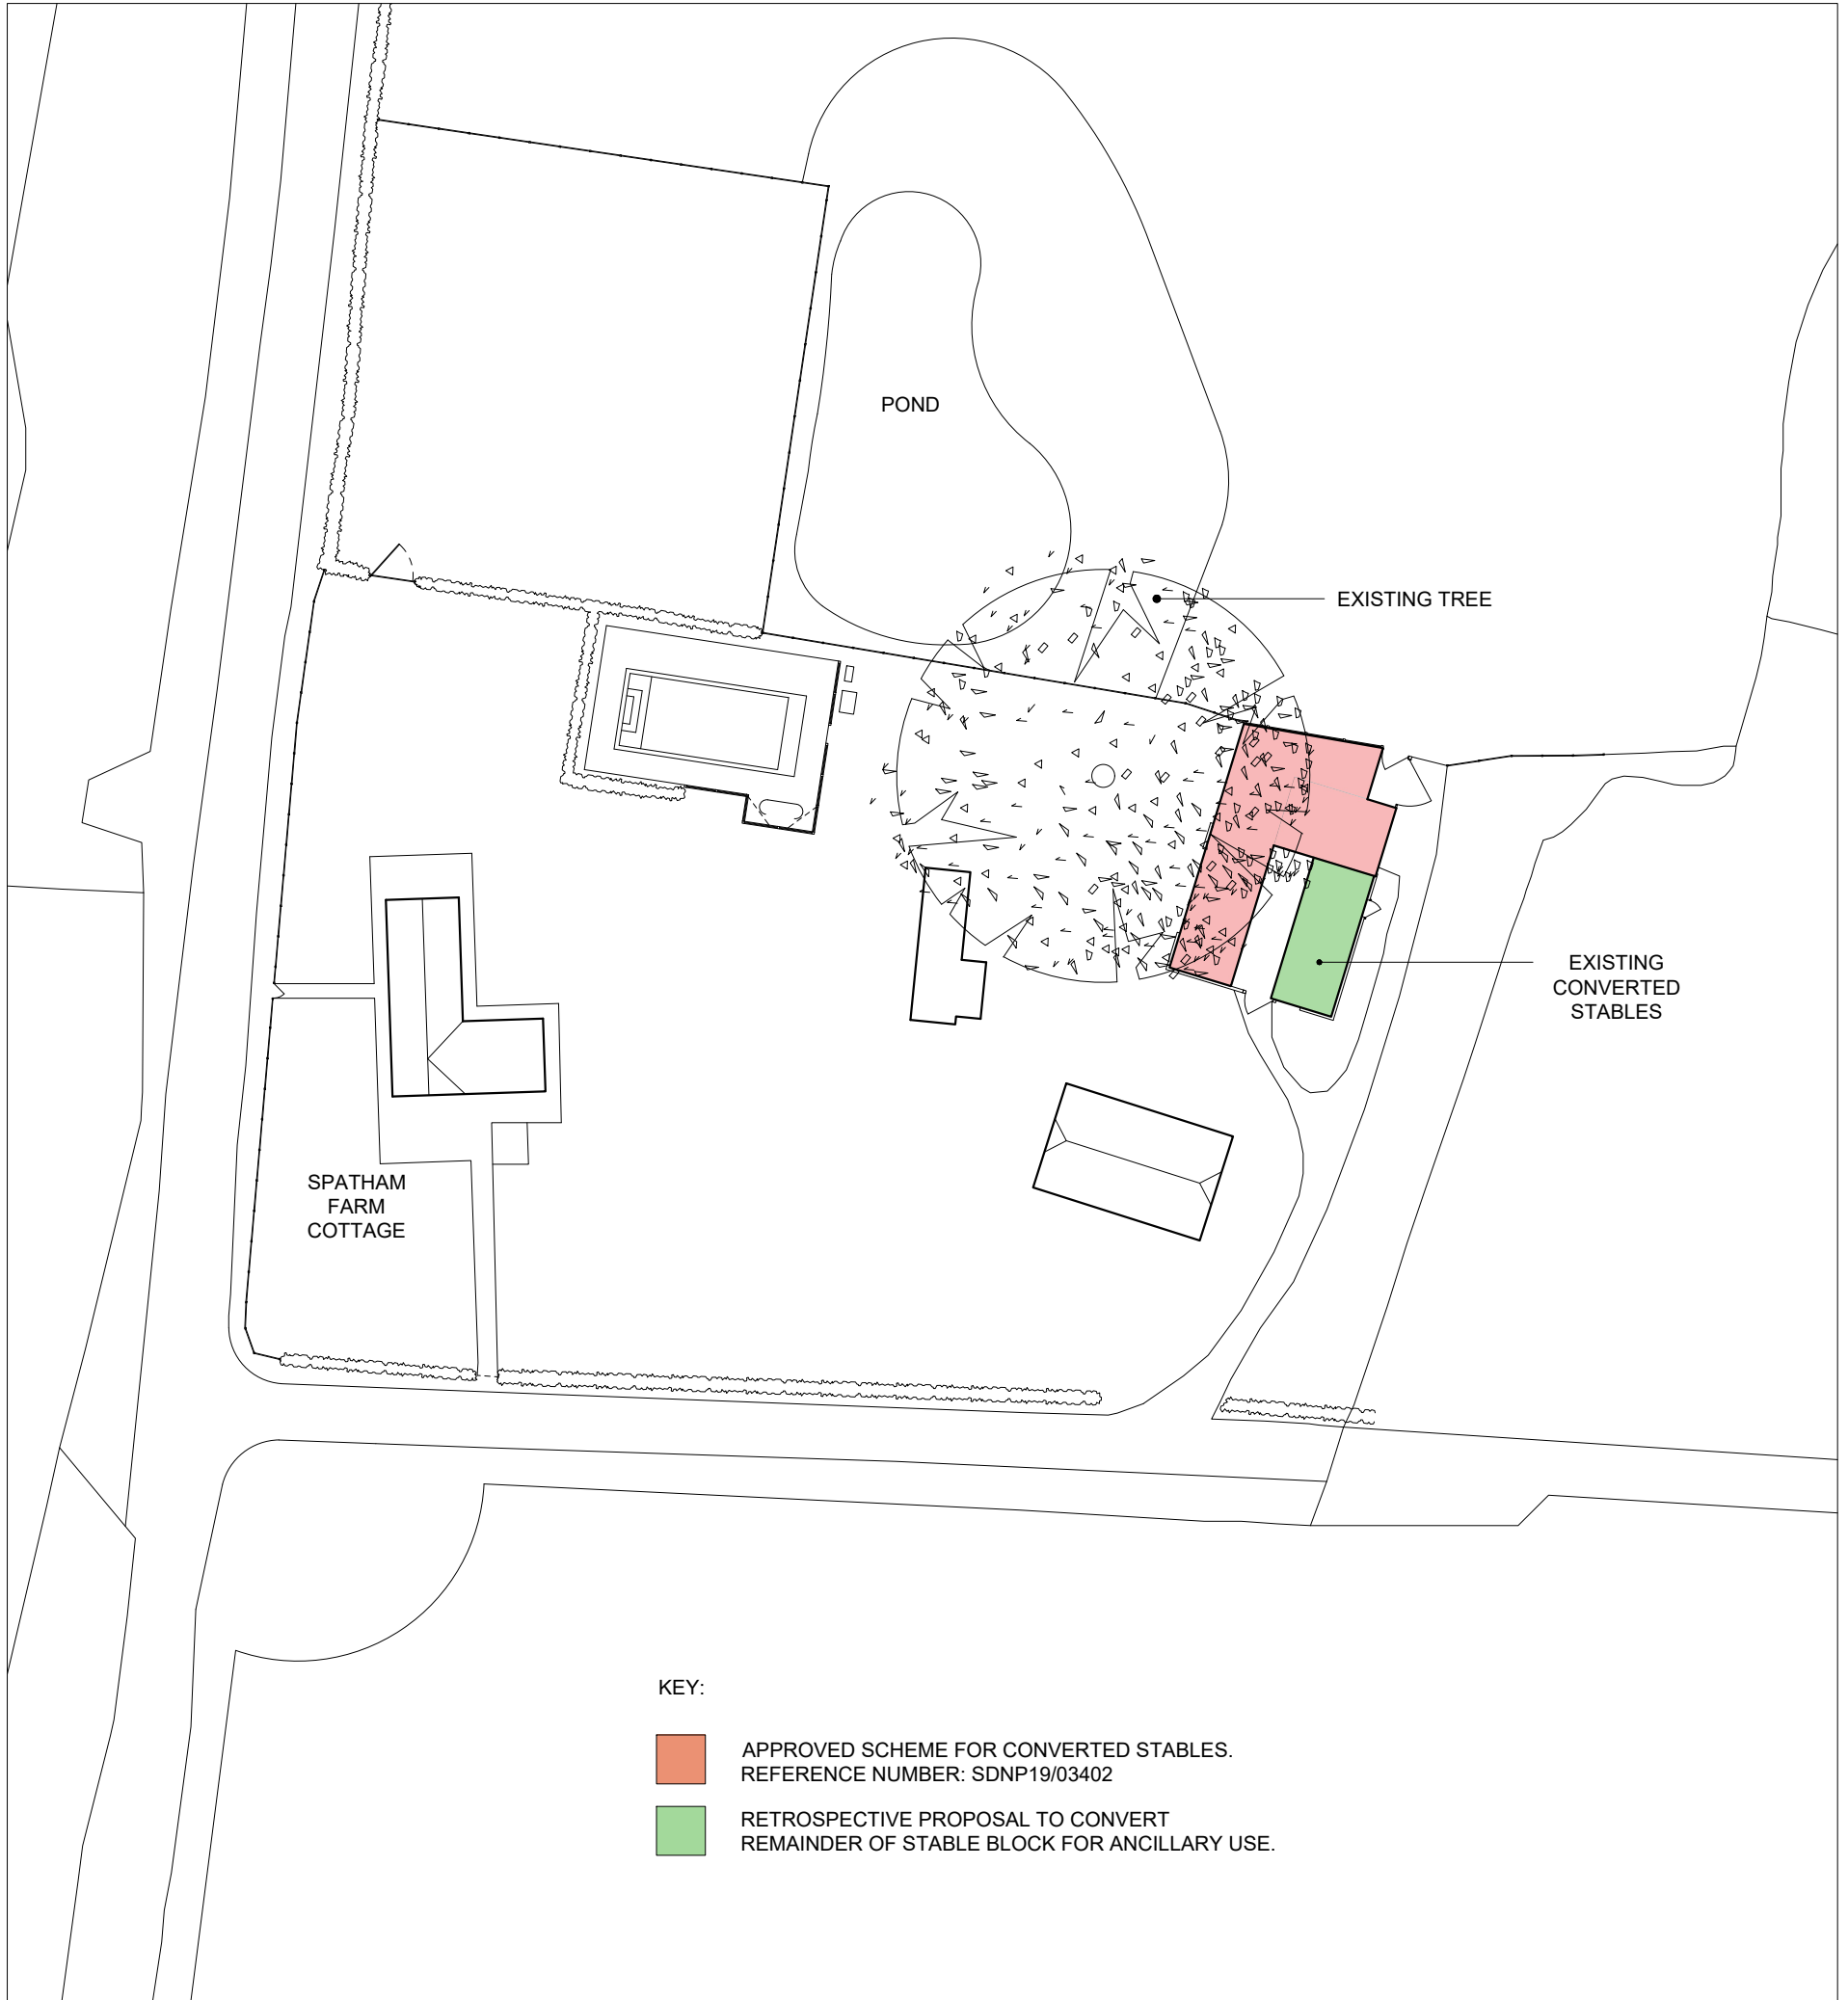 POND
EXISTING TREE
EXISTING
CONVERTED
STABLES
SPATHAM
FARM
COTTAGE
KEY:
APPROVED SCHEME FOR CONVERTED STABLES.
REFERENCE NUMBER: SDNP19/03402
RETROSPECTIVE PROPOSAL TO CONVERT
REMAINDER OF STABLE BLOCK FOR ANCILLARY USE.